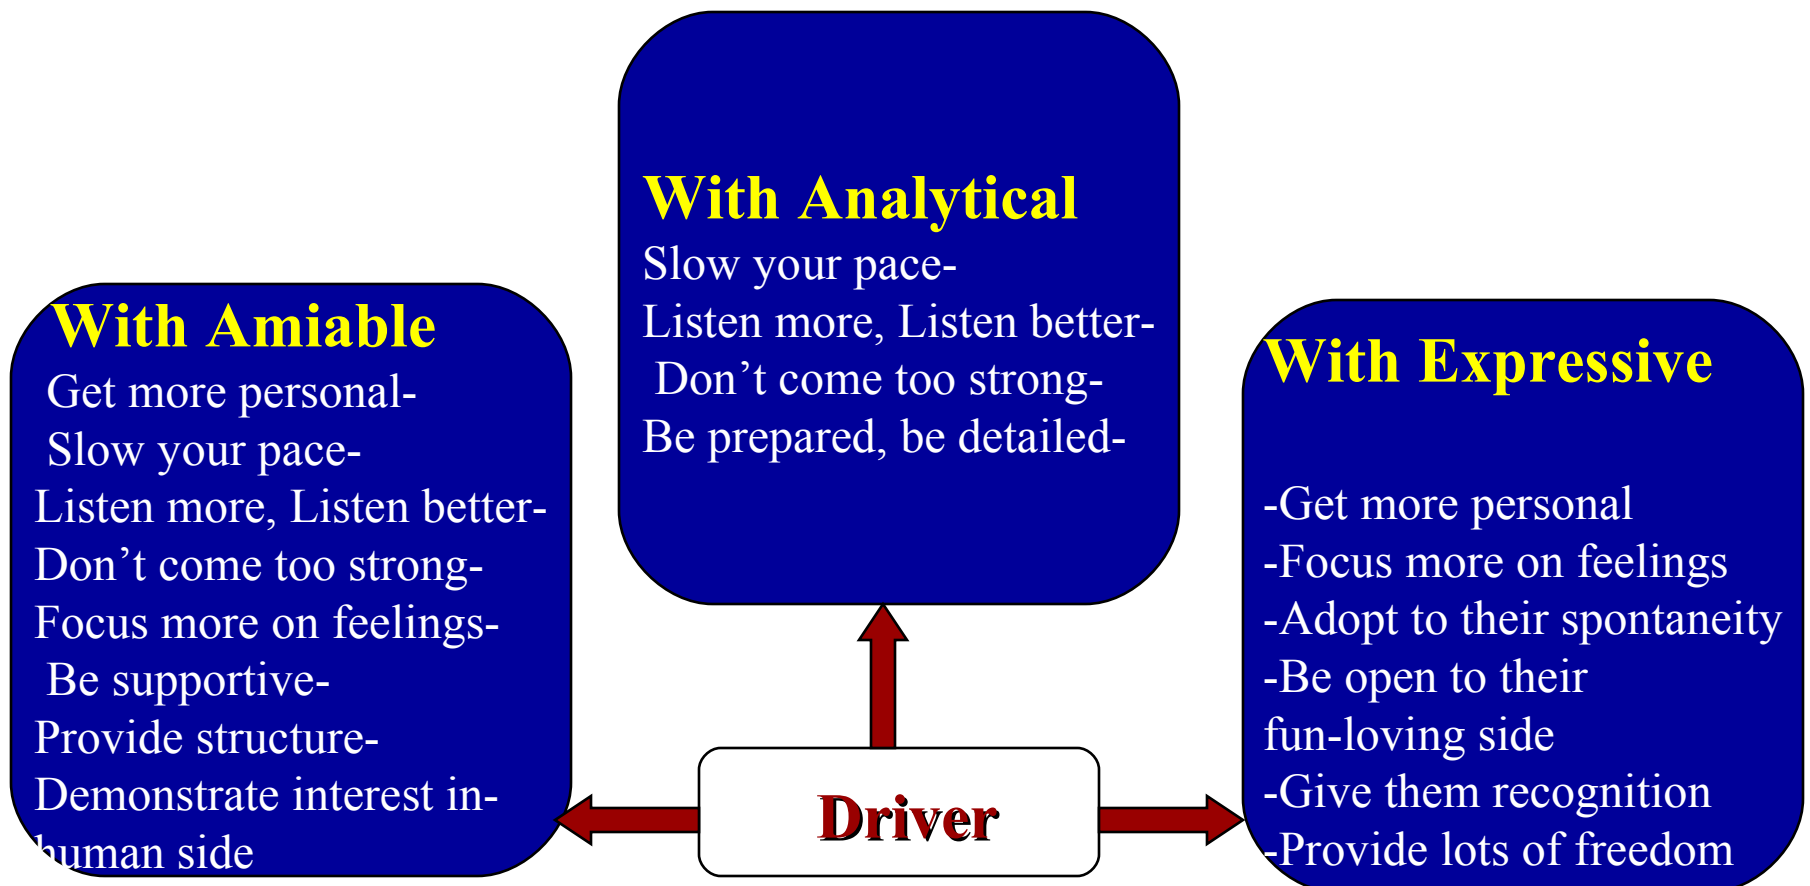 With Analytical
Slow your pace-
Listen more, Listen better-
Don’t come too strong-
Be prepared, be detailed-
With Amiable
Get more personal-
Slow your pace-
Listen more, Listen better-
Don’t come too strong-
Focus more on feelings-
Be supportive-
Provide structure-
Demonstrate interest in-
human side
With Expressive
-Get more personal
-Focus more on feelings
-Adopt to their spontaneity
-Be open to their
fun-loving side
-Give them recognition
-Provide lots of freedom
Driver